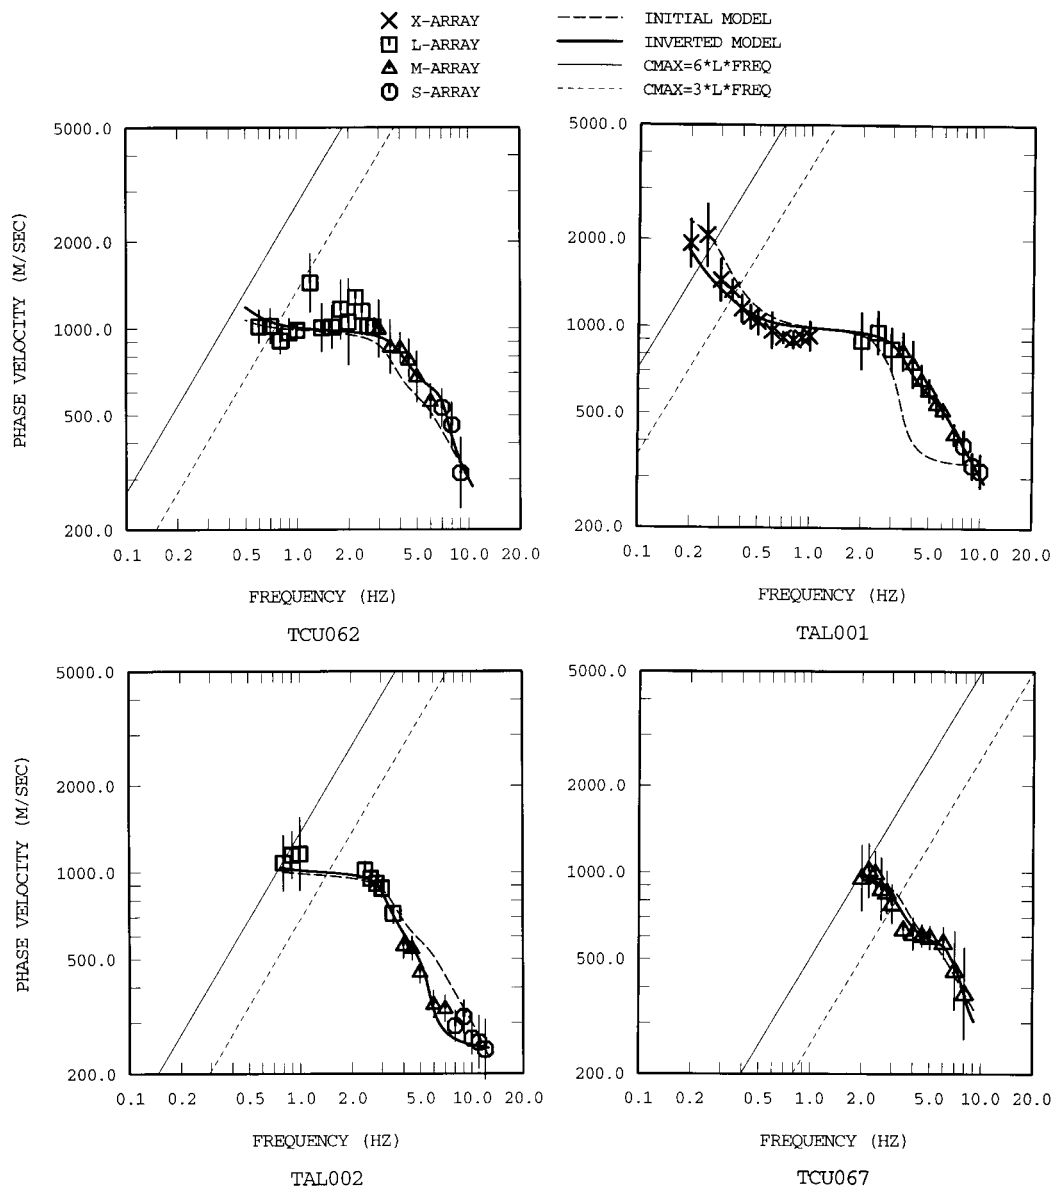 X-ARRAY
L-ARRAY
M-ARRAY
S-ARRAY
INITIAL MODEL
INVERTED MODEL
CMAX=6*L*FREQ
CMAX=3*L*FREQ
5000.0
2000.0
1000.0
500.0
200.0
PHASE VELOCITY (M/SEC)
0.1 0.2 0.5 1.0 2.0 5.0 10.0 20.0
FREQUENCY (HZ)
TCU062
5000.0
2000.0
1000.0
500.0
200.0
0.1 0.2 0.5 1.0 2.0 5.0 10.0 20.0
FREQUENCY (HZ)
TAL001
5000.0
2000.0
1000.0
500.0
200.0
PHASE VELOCITY (M/SEC)
0.1 0.2 0.5 1.0 2.0 5.0 10.0 20.0
FREQUENCY (HZ)
TAL002
5000.0
2000.0
1000.0
500.0
200.0
0.1 0.2 0.5 1.0 2.0 5.0 10.0 20.0
FREQUENCY (HZ)
TCU067